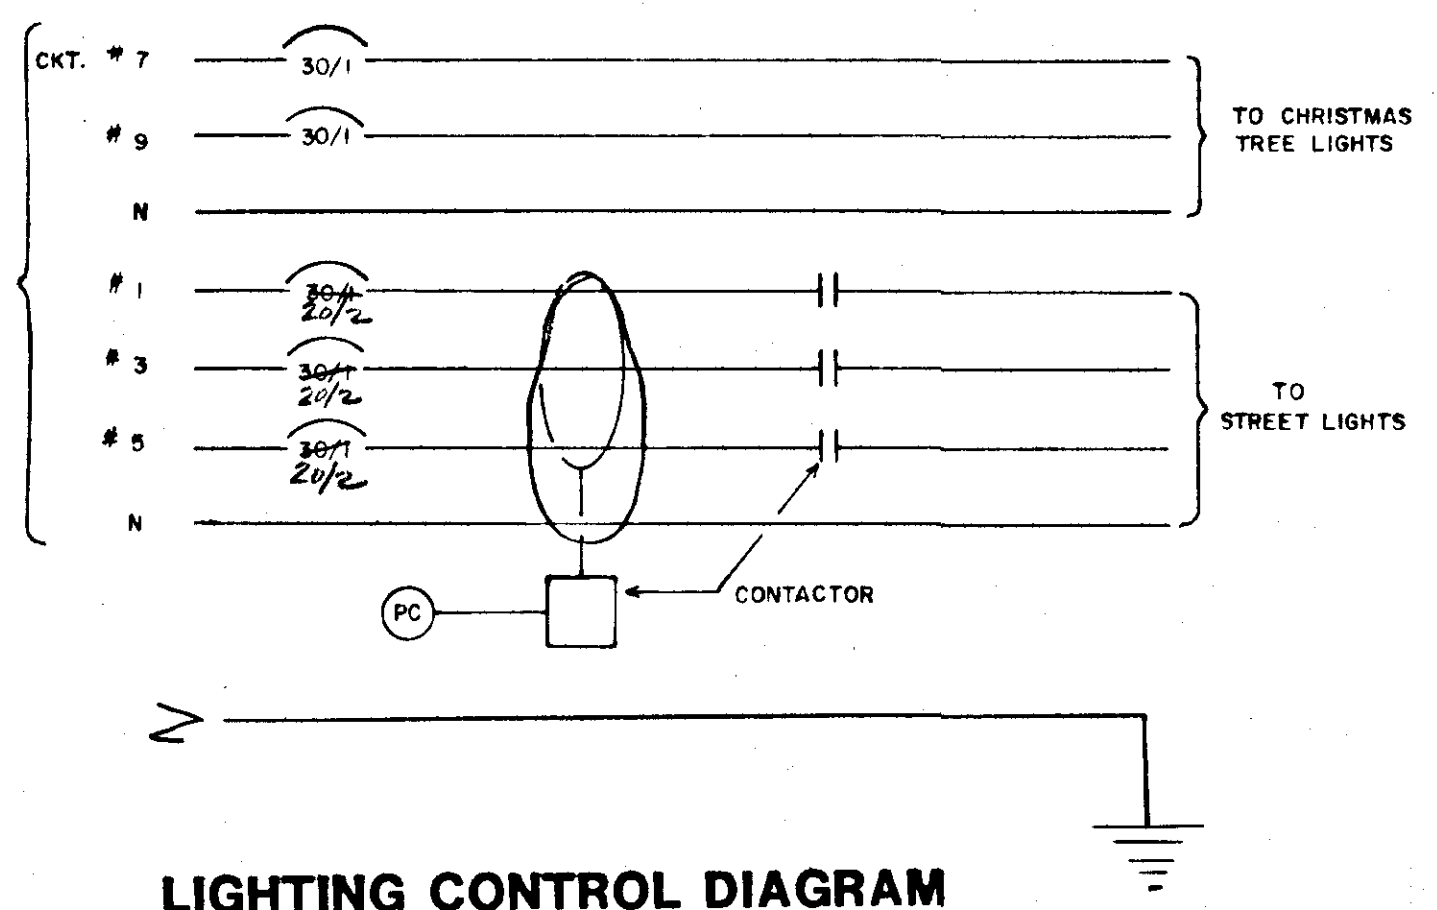 CKT. #7 30/1
#9 30/1
TO CHRISTMAS
TREE LIGHTS
N
#1 30/1
20/2
#3 30/1
20/2
TO
STREET LIGHTS
#5 30/1
20/2
N
CONTACTOR
PC
LIGHTING CONTROL DIAGRAM